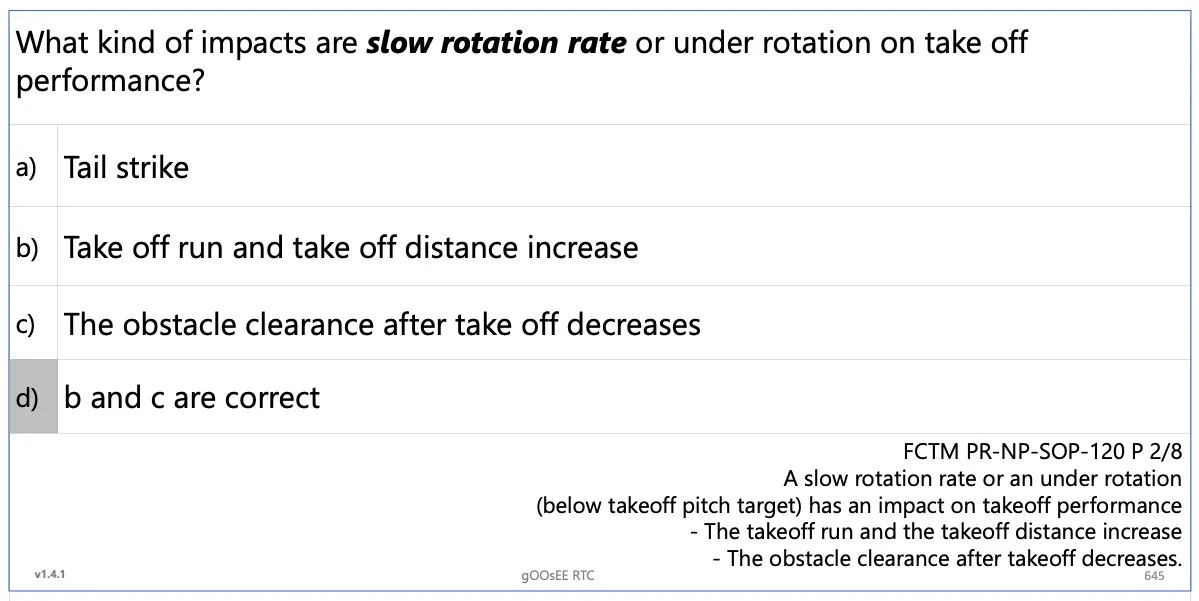 What kind of impacts are slow rotation rate or under rotation on take off
performance?
a) Tail strike
b) Take off run and take off distance increase
c) The obstacle clearance after take off decreases
d) b and c are correct
FCTM PR-NP-SOP-120 P 2/8
A slow rotation rate or an under rotation
(below takeoff pitch target) has an impact on takeoff performance
- The takeoff run and the takeoff distance increase
- The obstacle clearance after takeoff decreases.
v1.4.1 gOOsEE RTC 645